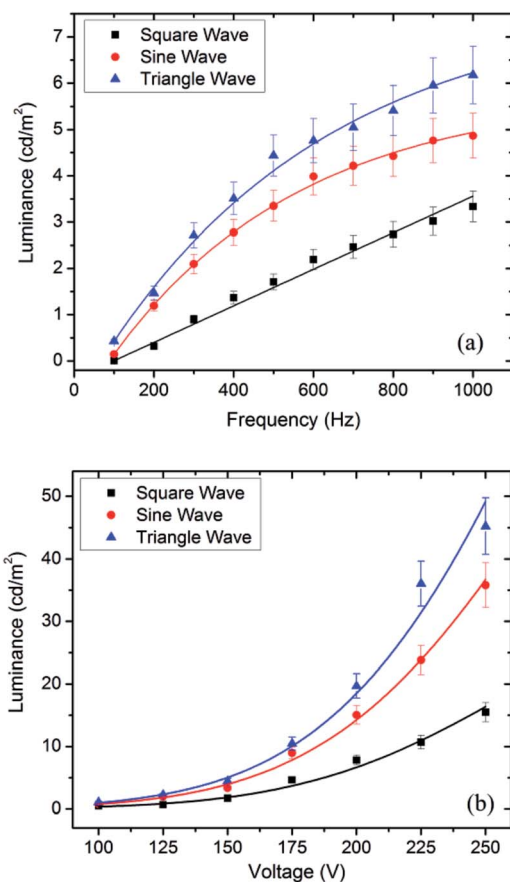 7
6
5
4
3
2
1
0
Luminance (cd/m²)
Square Wave
Sine Wave
Triangle Wave
(a)
0 200 400 600 800 1000
Frequency (Hz)
50
40
30
20
10
0
Luminance (cd/m²)
Square Wave
Sine Wave
Triangle Wave
(b)
100 125 150 175 200 225 250
Voltage (V)